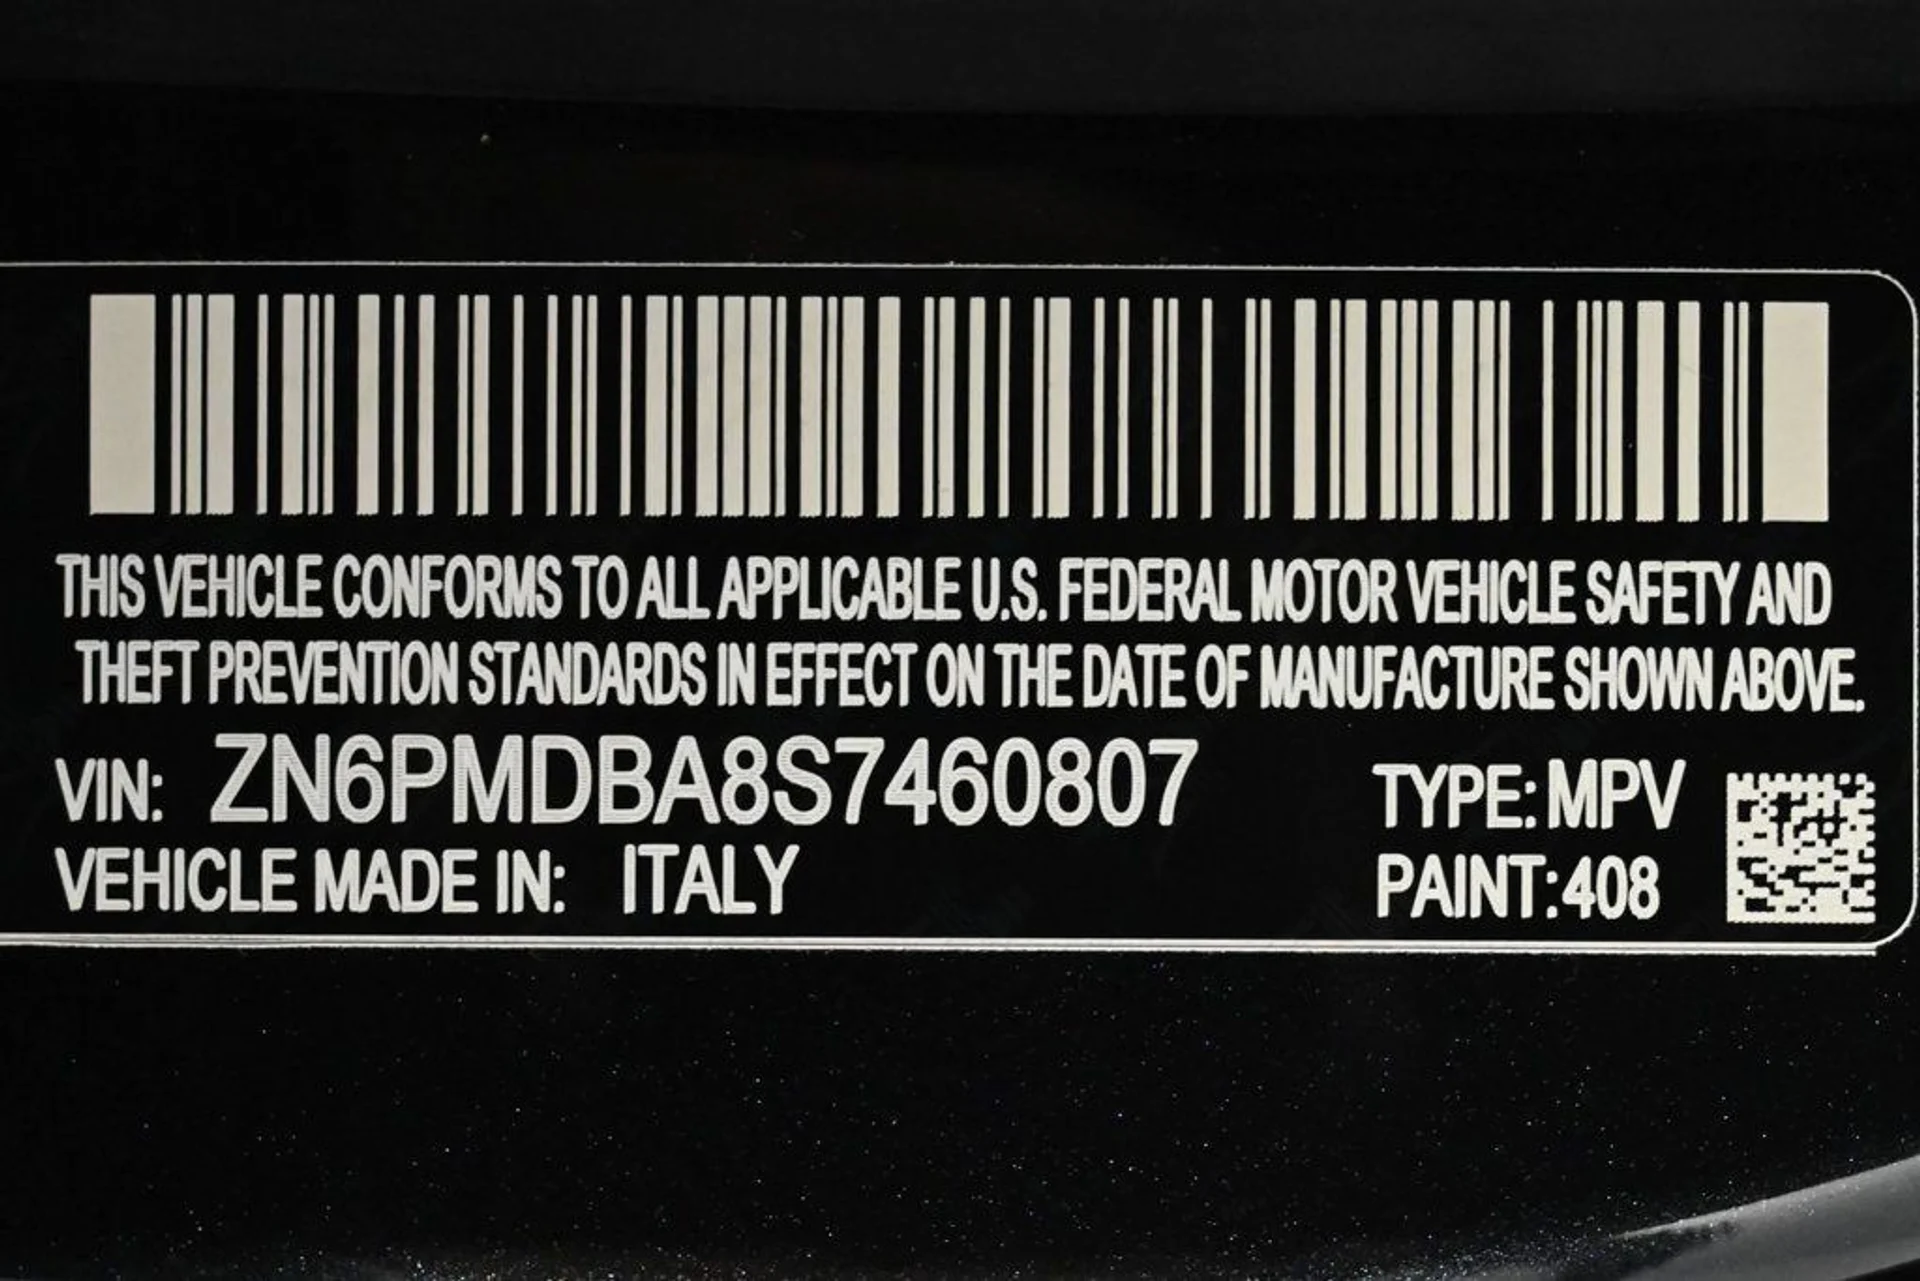 THIS VEHICLE CONFORMS TO ALL APPLICABLE U.S. FEDERAL MOTOR VEHICLE SAFETY AND
THEFT PREVENTION STANDARDS IN EFFECT ON THE DATE OF MANUFACTURE SHOWN ABOVE.
VIN: ZN6PMDBA8S7460807 TYPE:MPV
VEHICLE MADE IN: ITALY PAINT:408